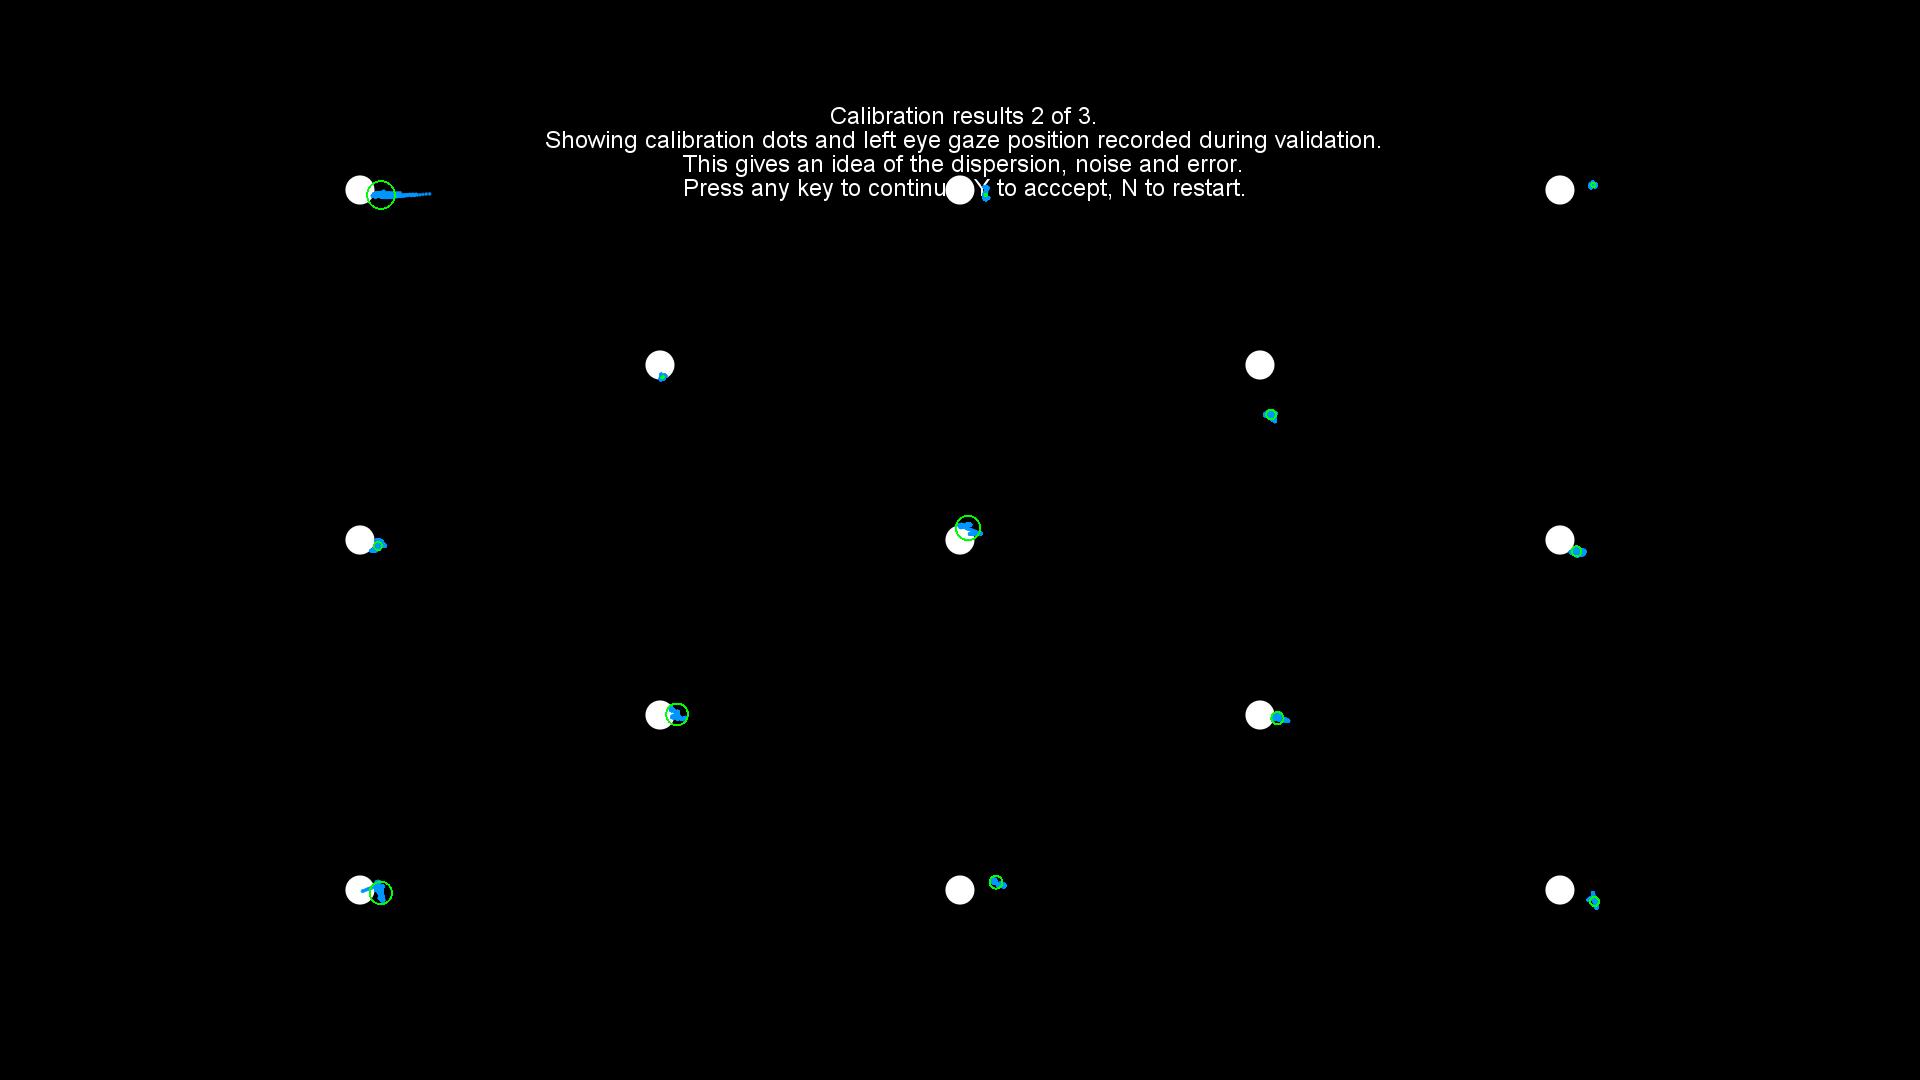 Calibration results 2 of 3.
Showing calibration dots and left eye gaze position recorded during validation.
This gives an idea of the dispersion, noise and error.
Press any key to continu Y to acccept, N to restart.